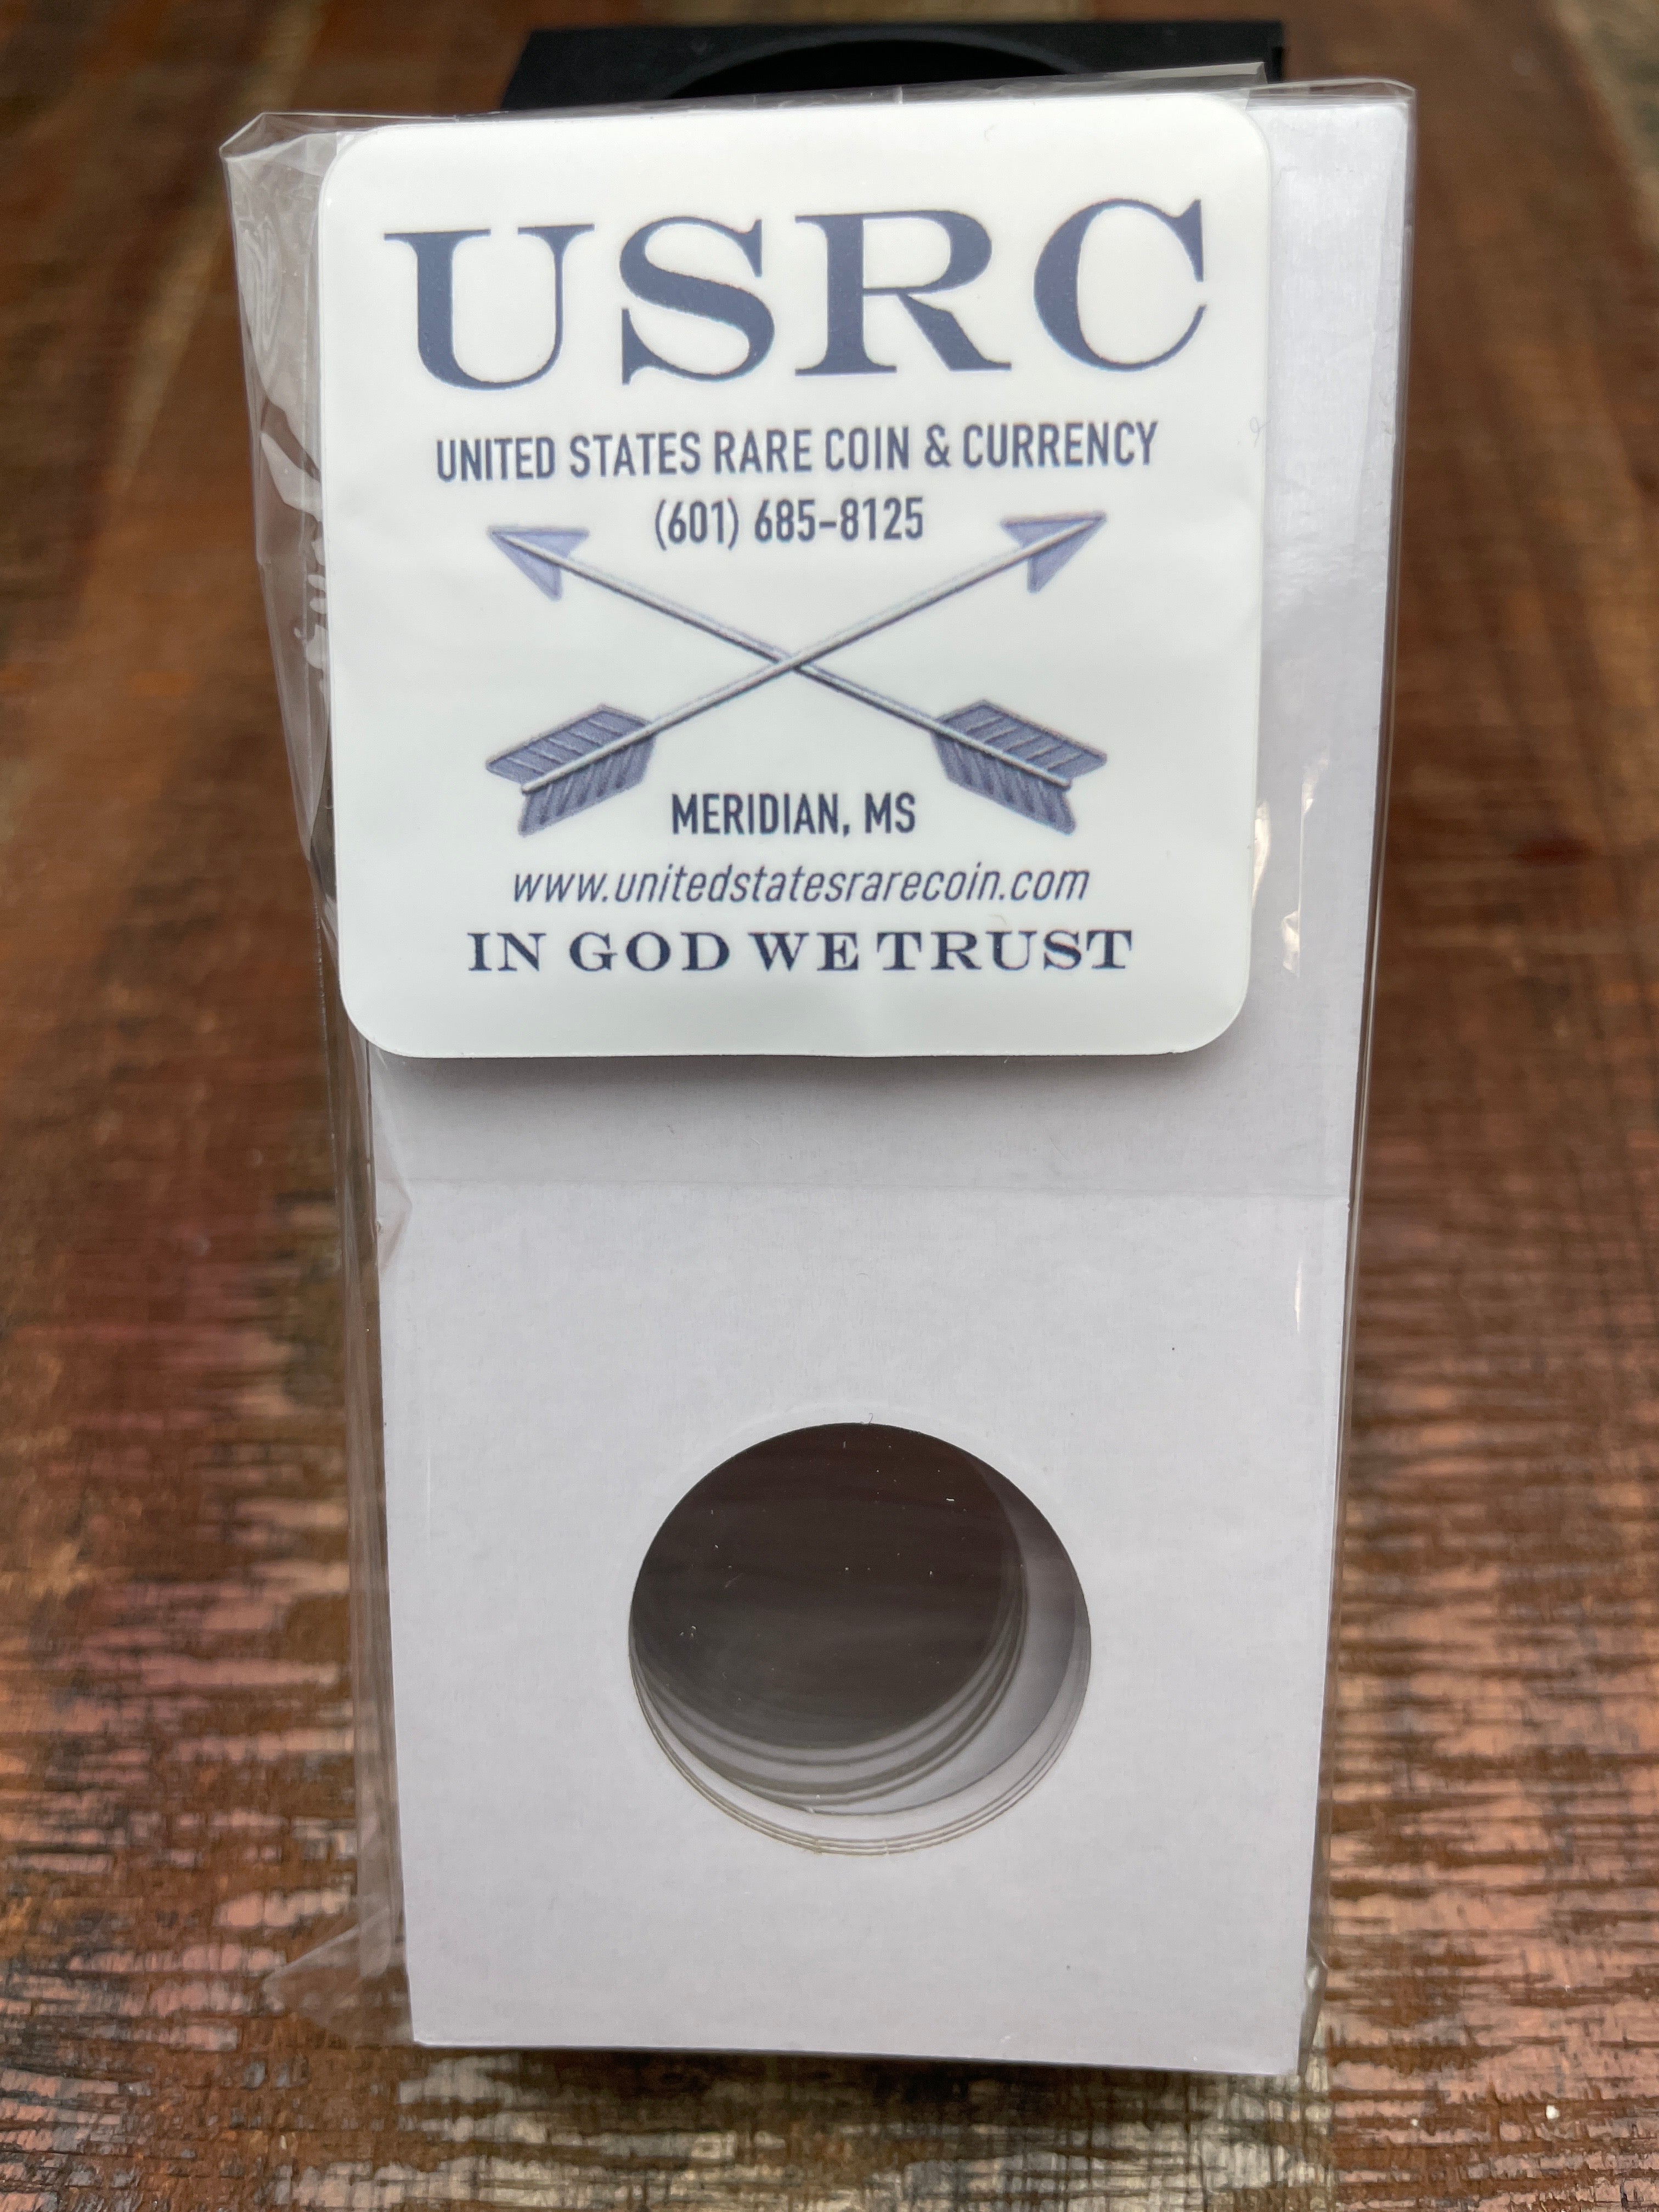 USRC
UNITED STATES RARE COIN & CURRENCY
(601) 685-8125
MERIDIAN, MS
www.unitedstatesrarecoin.com
IN GOD WE TRUST